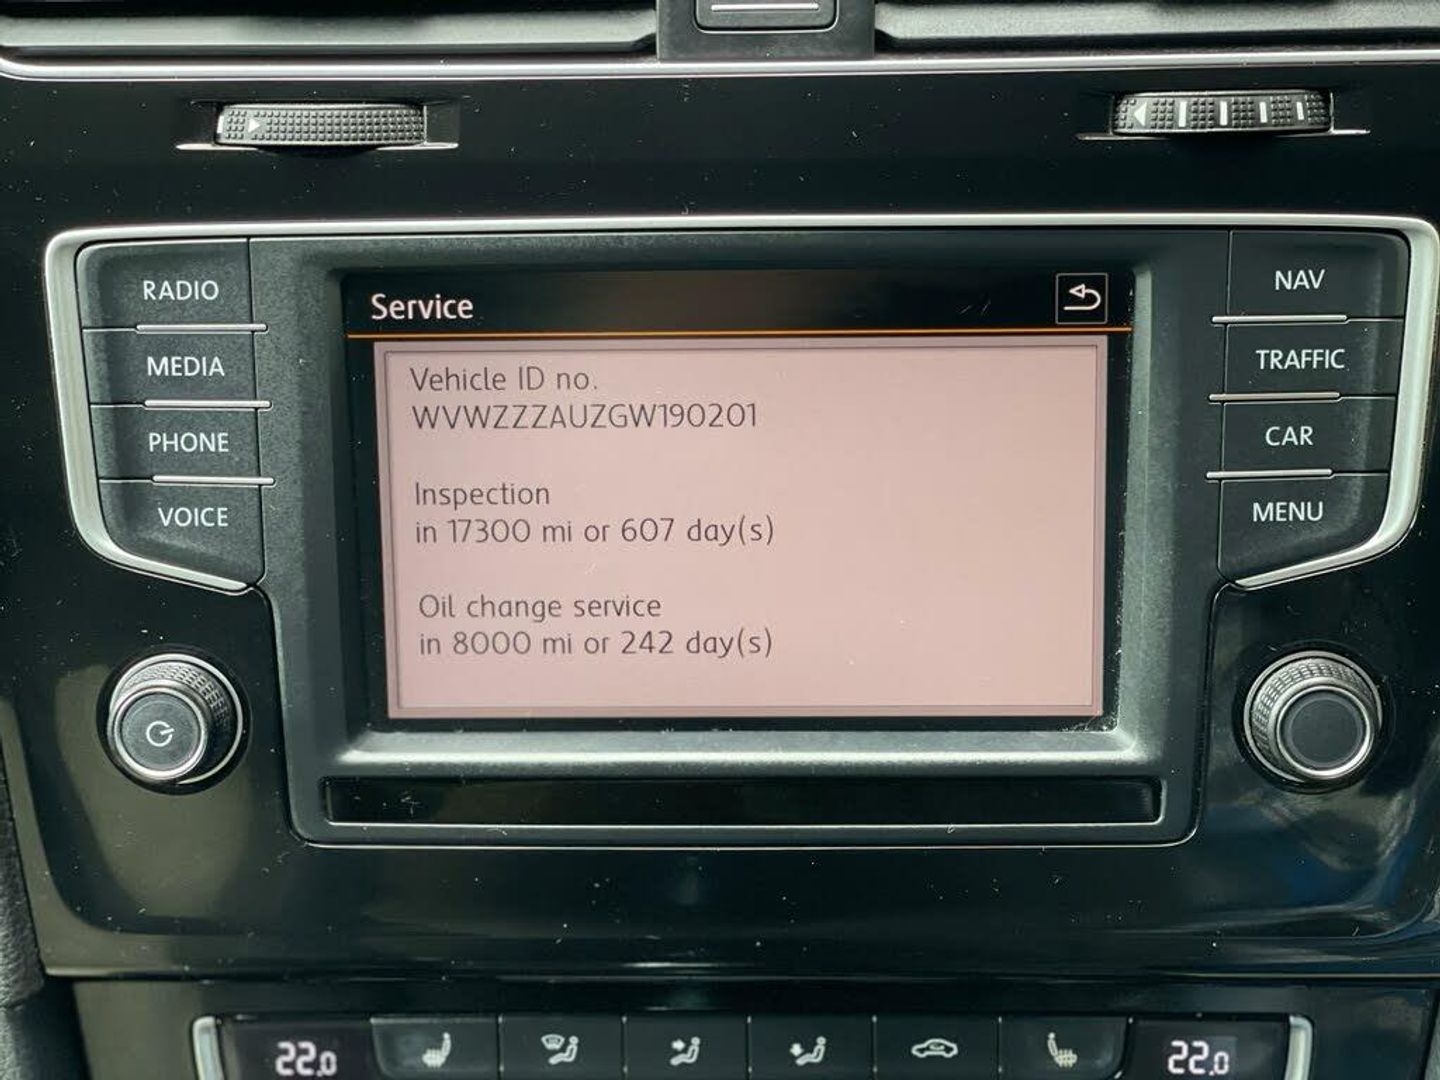 RADIO
MEDIA
PHONE
VOICE
Service
Vehicle ID no.
WVWZZZAUZGW190201
Inspection
in 17300 mi or 607 day(s)
Oil change service
in 8000 mi or 242 day(s)
NAV
TRAFFIC
CAR
MENU
22.0
22.0